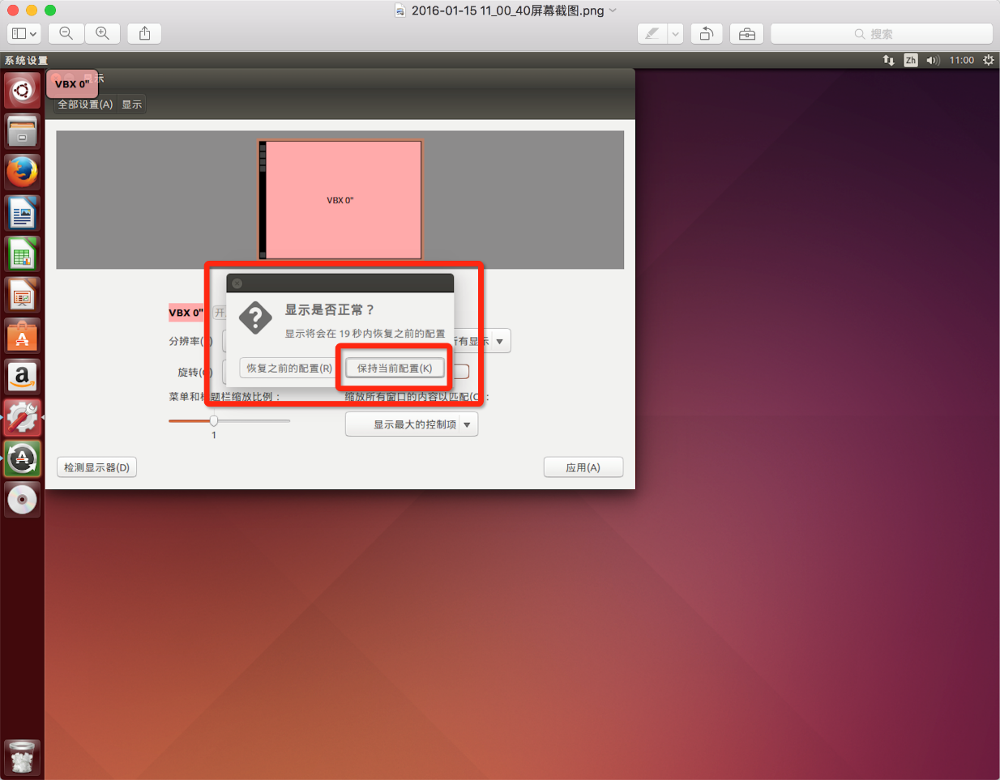 2016-01-15 11_00_40屏幕截图.png
搜索
系统设置
Zh
11:00
VBX 0"
示
全部设置(A)
显示
VBX 0"
显示是否正常？
显示将会在 19 秒内恢复之前的配置
恢复之前的配置(R)
保持当前配置(K)
VBX 0"
开
分辨率(
有显示
旋转(
菜单和
题栏缩放比例：
缩放所有窗口的内容以匹配(
:
1
显示最大的控制项
检测显示器(D)
应用(A)
a